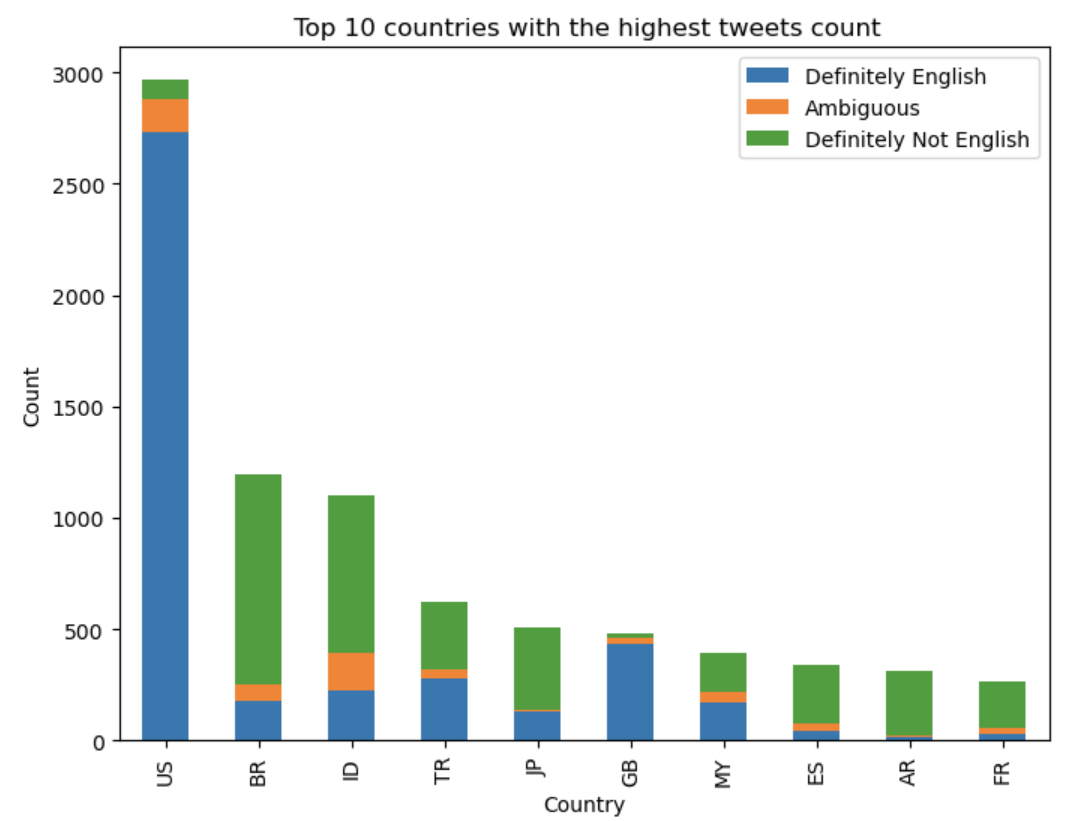 Top 10 countries with the highest tweets count
Definitely English
Ambiguous
Definitely Not English
3000
2500
2000
1500
1000
500
0
Count
US
BR
ID
TR
JP
GB
MY
ES
AR
FR
Country